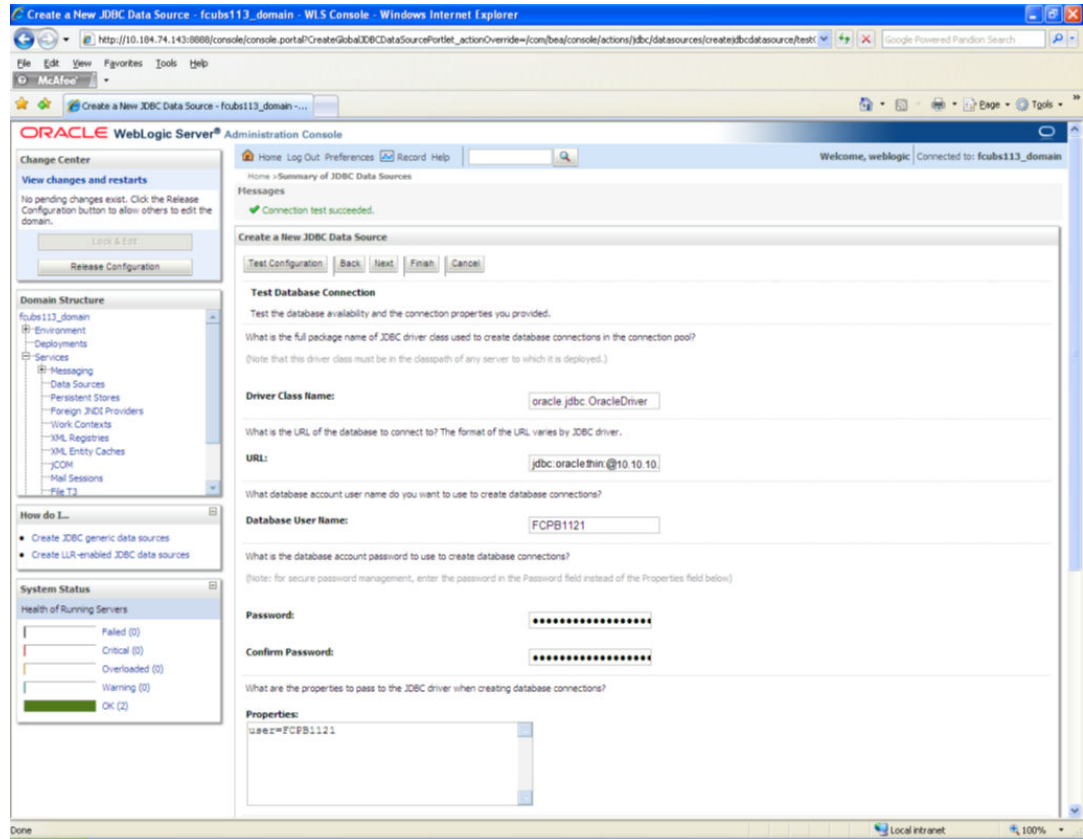 Create a New JDBC Data Source - fcubs113_domain - WLS Console - Windows Internet Explorer
http://10.184.74.143:8888/console/console.portal?CreateGlobalJDBCDataSourcePortlet_actionOverride=/com/bea/console/actions/jdbc/datasources/createjdbcdatasource/test(
Google Powered Pandion Search
File Edit View Favorites Tools Help
McAfee
Create a New JDBC Data Source - fcubs113_domain -...
Page Tools
ORACLE WebLogic Server® Administration Console
Change Center
View changes and restarts
No pending changes exist. Click the Release
Configuration button to allow others to edit the
domain.
Lock & Edit
Release Configuration
Domain Structure
fcubs113_domain
Environment
Deployments
Services
Messaging
Data Sources
Persistent Stores
Foreign JNDI Providers
Work Contexts
XML Registries
XML Entity Caches
jCOM
Mail Sessions
File T3
How do I...
Create JDBC generic data sources
Create LLR-enabled JDBC data sources
System Status
Health of Running Servers
Failed (0)
Critical (0)
Overloaded (0)
Warning (0)
OK (2)
Home Log Out Preferences Record Help
Welcome, weblogic Connected to: fcubs113_domain
Home >Summary of JDBC Data Sources
Messages
Connection test succeeded.
Create a New JDBC Data Source
Test Configuration Back Next Finish Cancel
Test Database Connection
Test the database availability and the connection properties you provided.
What is the full package name of JDBC driver class used to create database connections in the connection pool?
(Note that this driver class must be in the classpath of any server to which it is deployed.)
Driver Class Name: oracle.jdbc.OracleDriver
What is the URL of the database to connect to? The format of the URL varies by JDBC driver.
URL: jdbc:oracle:thin:@10.10.10.
What database account user name do you want to use to create database connections?
Database User Name: FCPB1121
What is the database account password to use to create database connections?
(Note: for secure password management, enter the password in the Password field instead of the Properties field below)
Password:
Confirm Password:
What are the properties to pass to the JDBC driver when creating database connections?
Properties:
user=FCPB1121
Done
Local intranet
100%